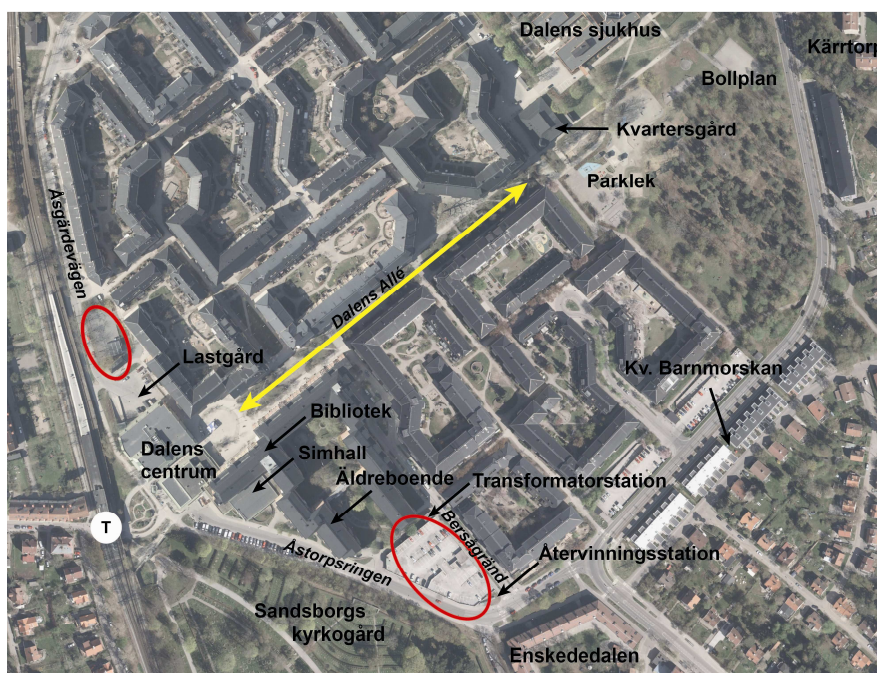 Dalens sjukhus
Kärrtorp
Bollplan
Kvartersgård
Parklek
Åsgärdevägen
Dalens Allé
Lastgård
Kv. Barnmorskan
Bibliotek
Dalens
centrum
Simhall
Äldreboende
Transformatorstation
T
Åstorpsringen
Bersågränd
Återvinningsstation
Sandsborgs
kyrkogård
Enskededalen